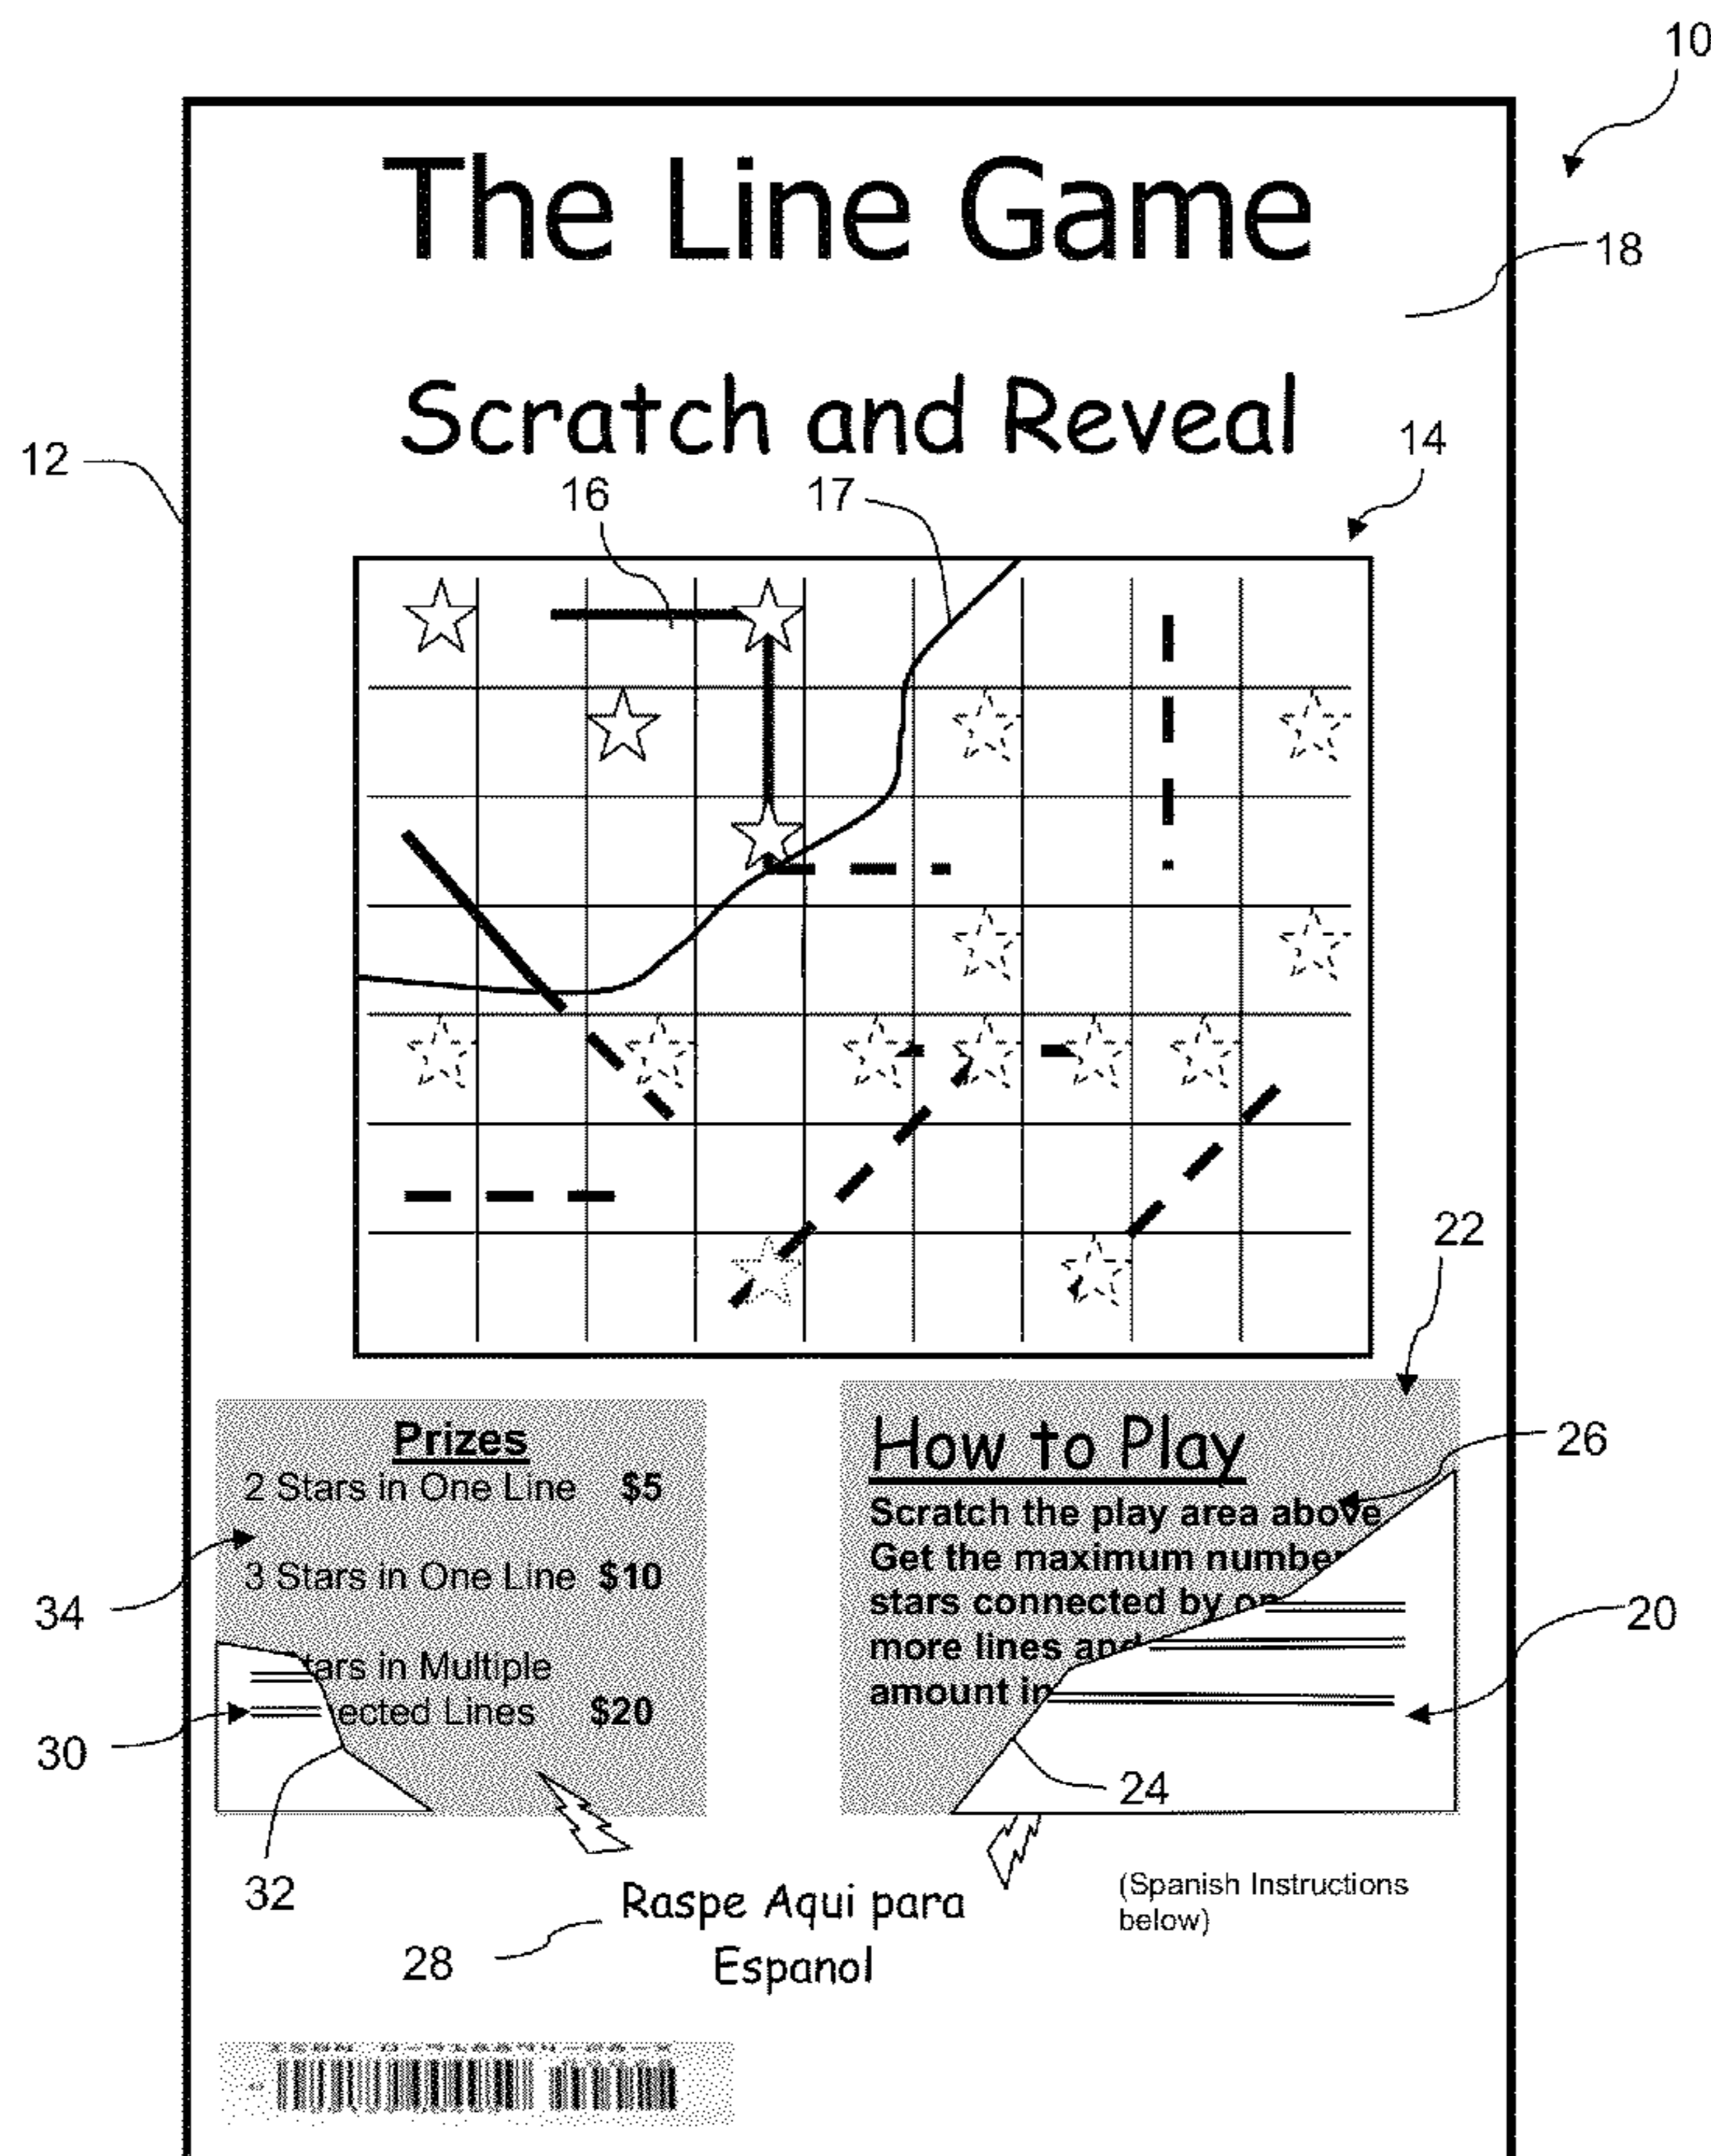 10
The Line Game
18
Scratch and Reveal
12
14
16
17
22
Prizes
2 Stars in One Line $5
3 Stars in One Line $10
tars in Multiple
ected Lines $20
34
30
32
How to Play
Scratch the play area above
Get the maximum number
stars connected by
more lines and
amount in
26
20
24
Raspe Aqui para
Espanol
28
(Spanish Instructions
below)